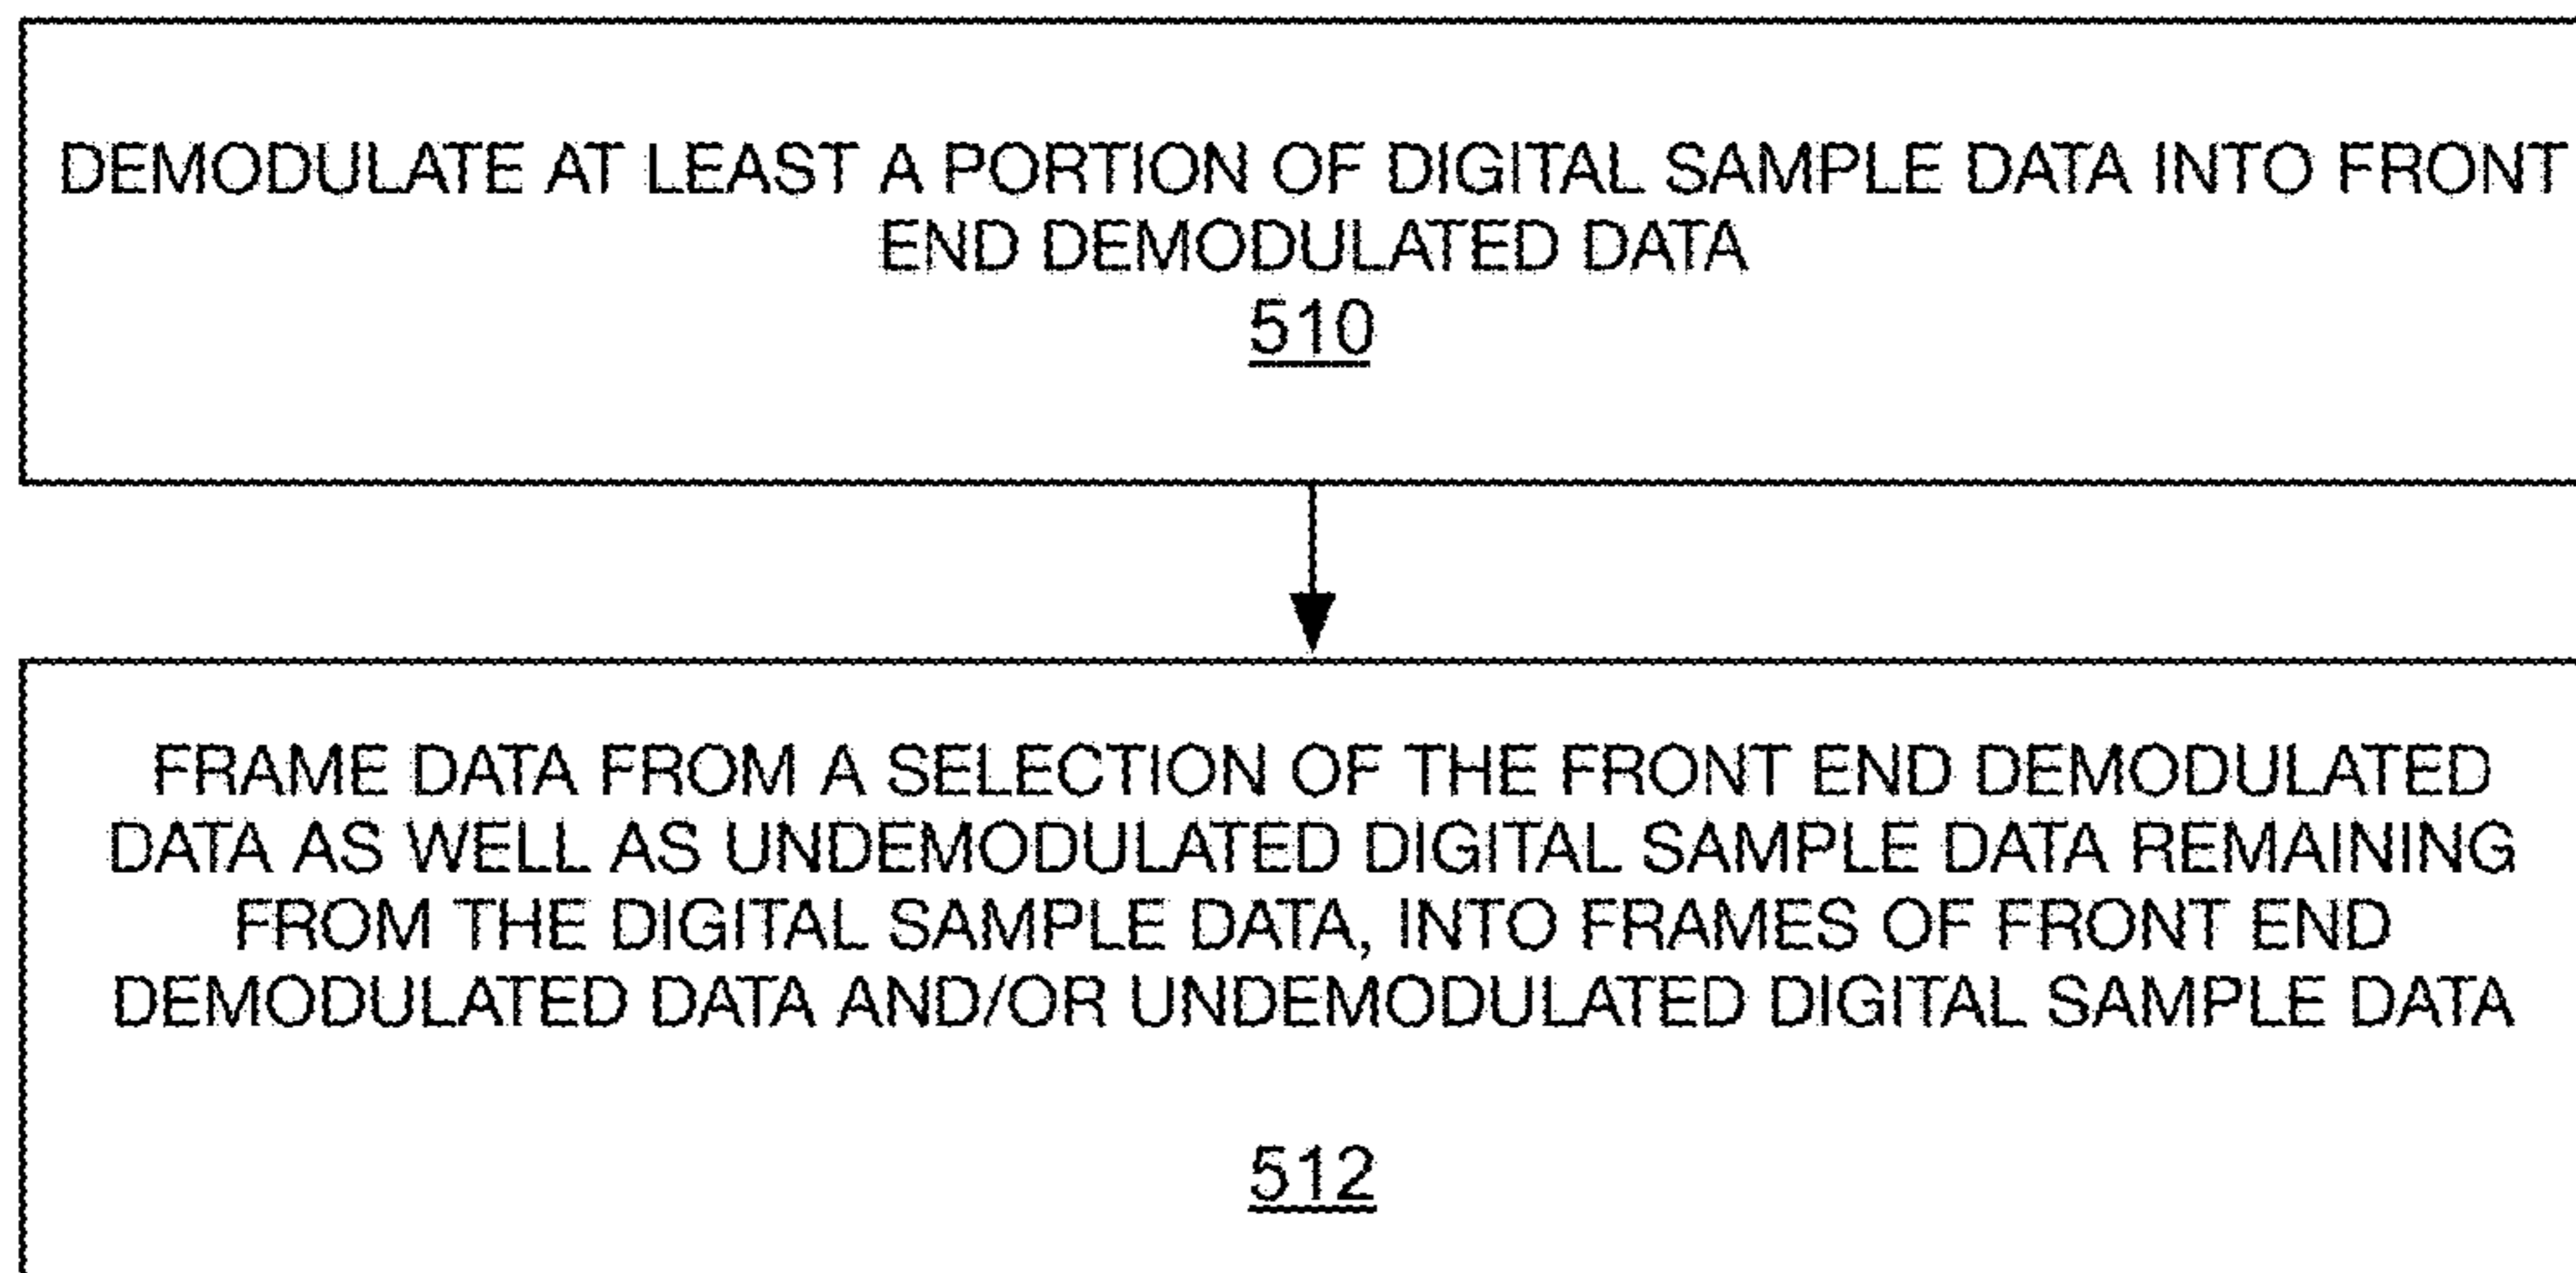 DEMODULATE AT LEAST A PORTION OF DIGITAL SAMPLE DATA INTO FRONT
END DEMODULATED DATA
510
FRAME DATA FROM A SELECTION OF THE FRONT END DEMODULATED
DATA AS WELL AS UNDEMODULATED DIGITAL SAMPLE DATA REMAINING
FROM THE DIGITAL SAMPLE DATA, INTO FRAMES OF FRONT END
DEMODULATED DATA AND/OR UNDEMODULATED DIGITAL SAMPLE DATA
512